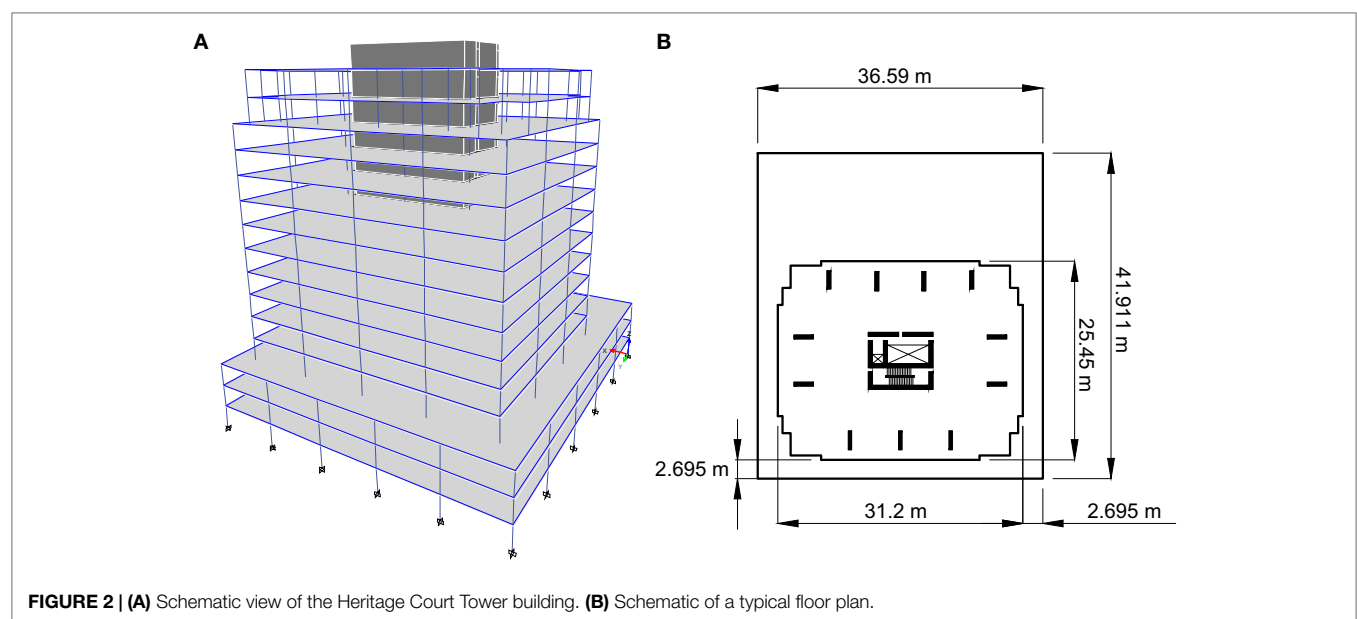 A
B
36.59 m
41.911 m
25.45 m
2.695 m
31.2 m
2.695 m
X
Y
Z
FIGURE 2 | (A) Schematic view of the Heritage Court Tower building. (B) Schematic of a typical floor plan.